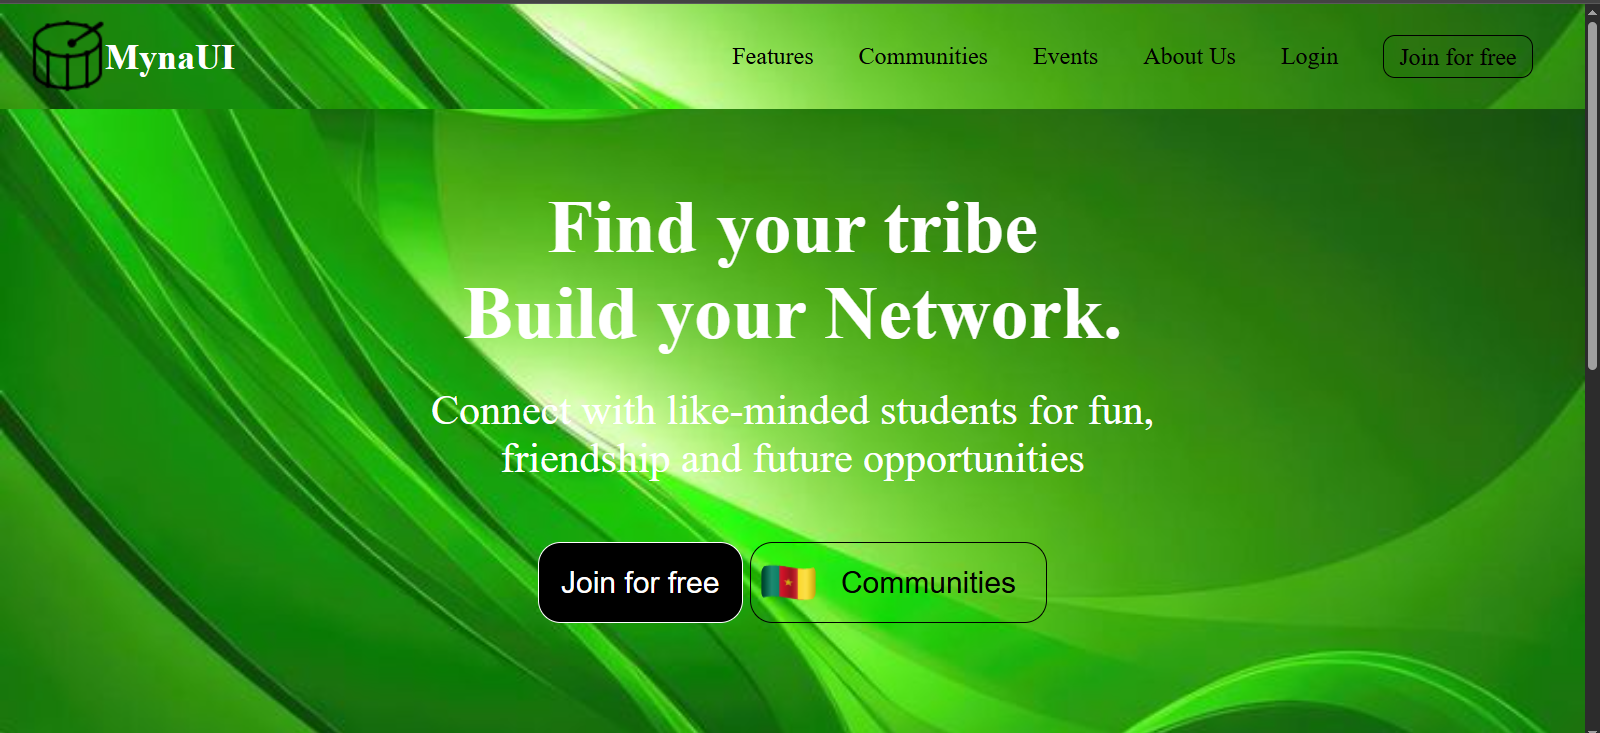 MynaUI
Features
Communities
Events
About Us
Login
Join for free
Find your tribe
Build your Network.
Connect with like-minded students for fun,
friendship and future opportunities
Join for free
Communities